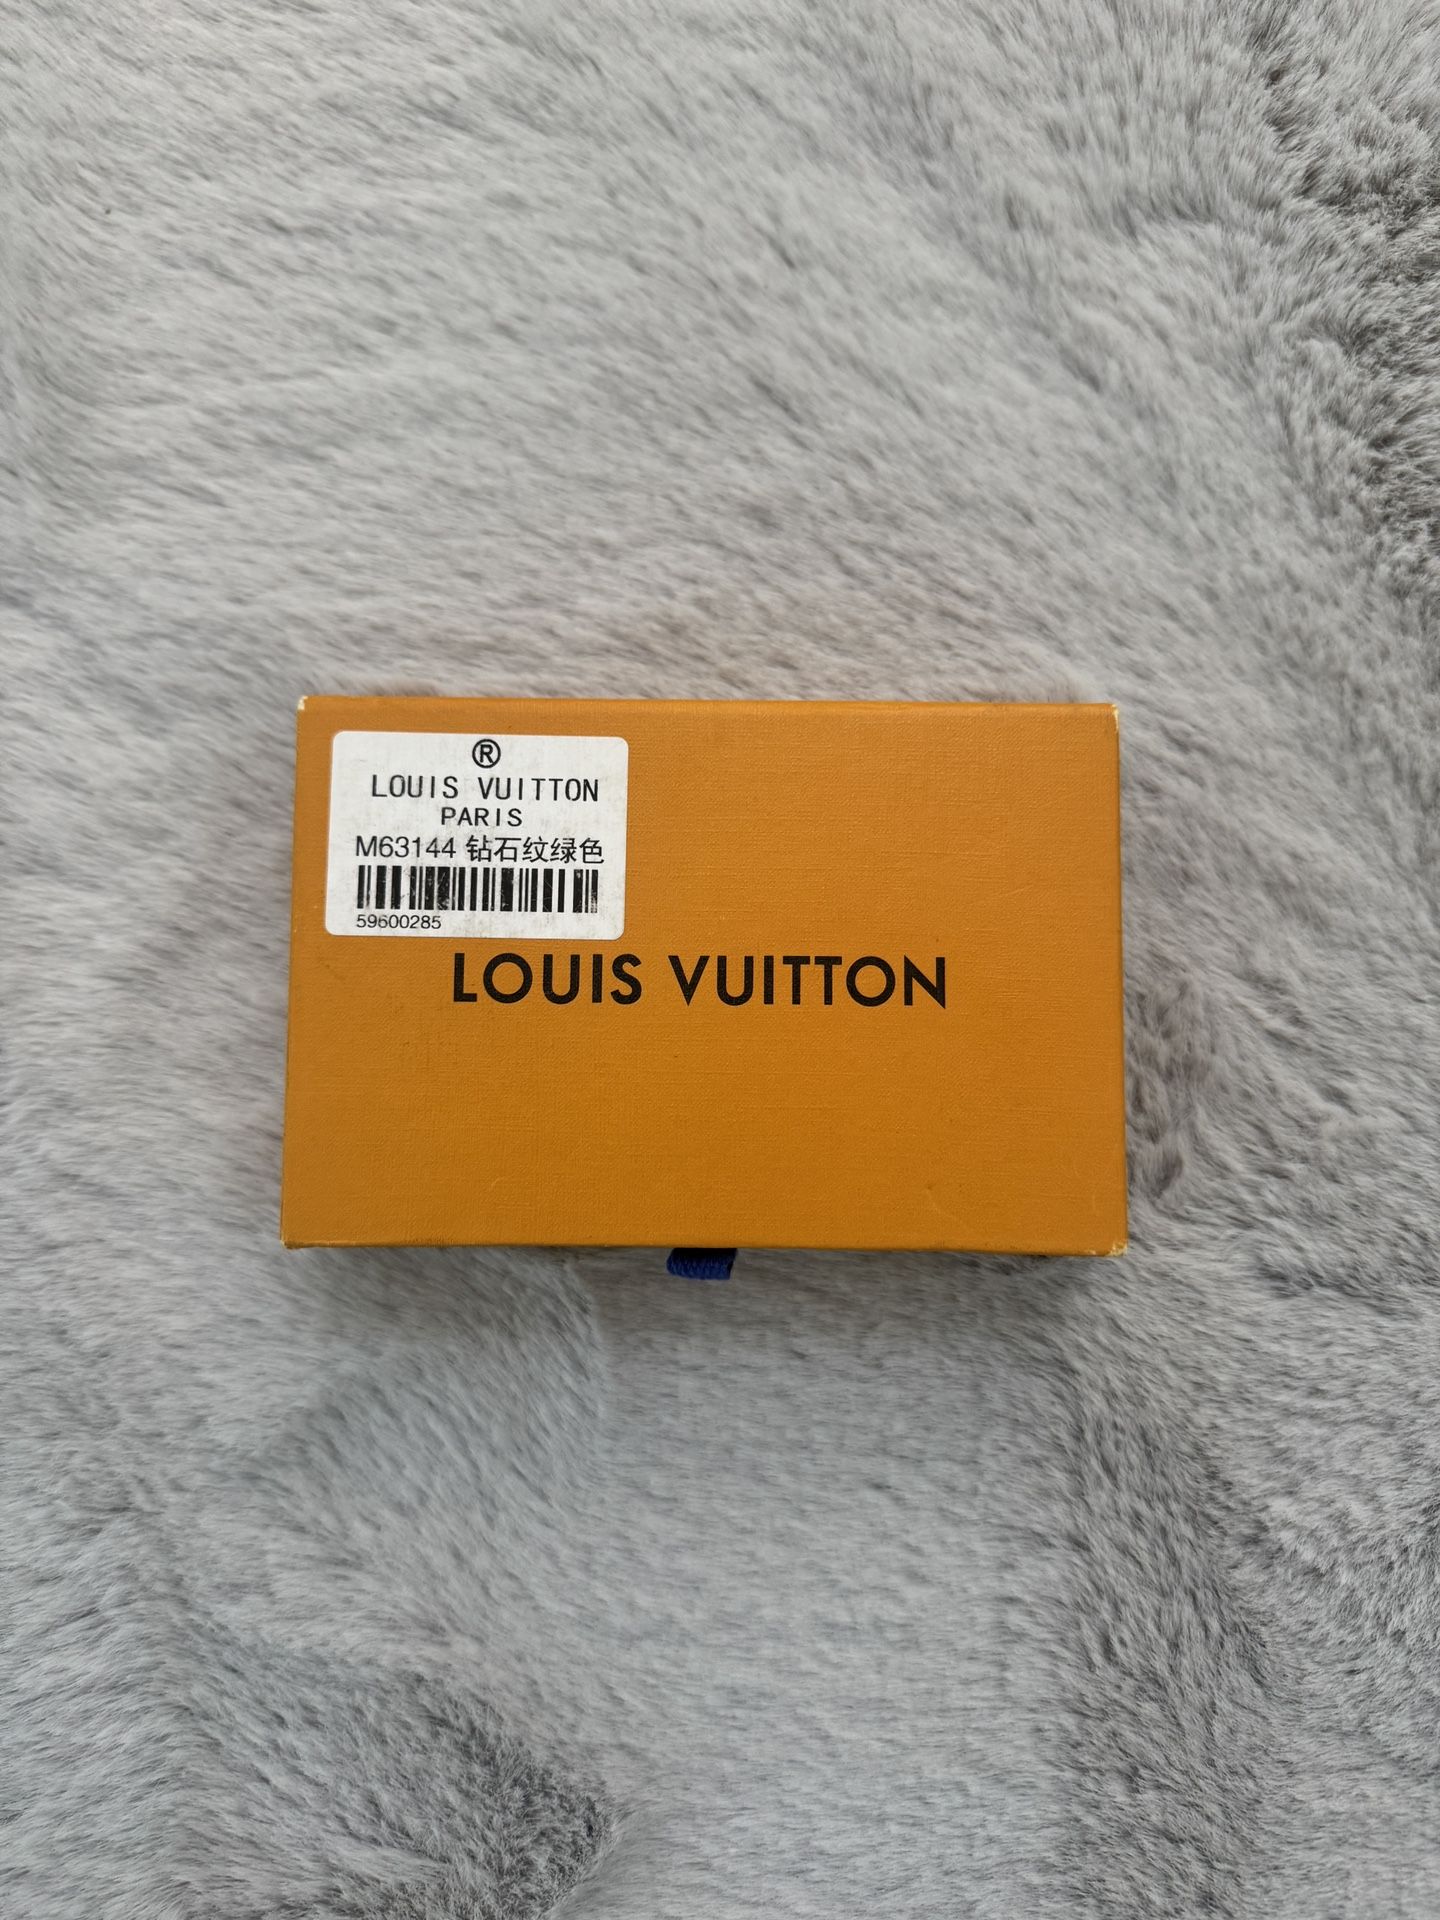 ®
LOUIS VUITTON
PARIS
M63144 钻石纹绿色
59600285
LOUIS VUITTON